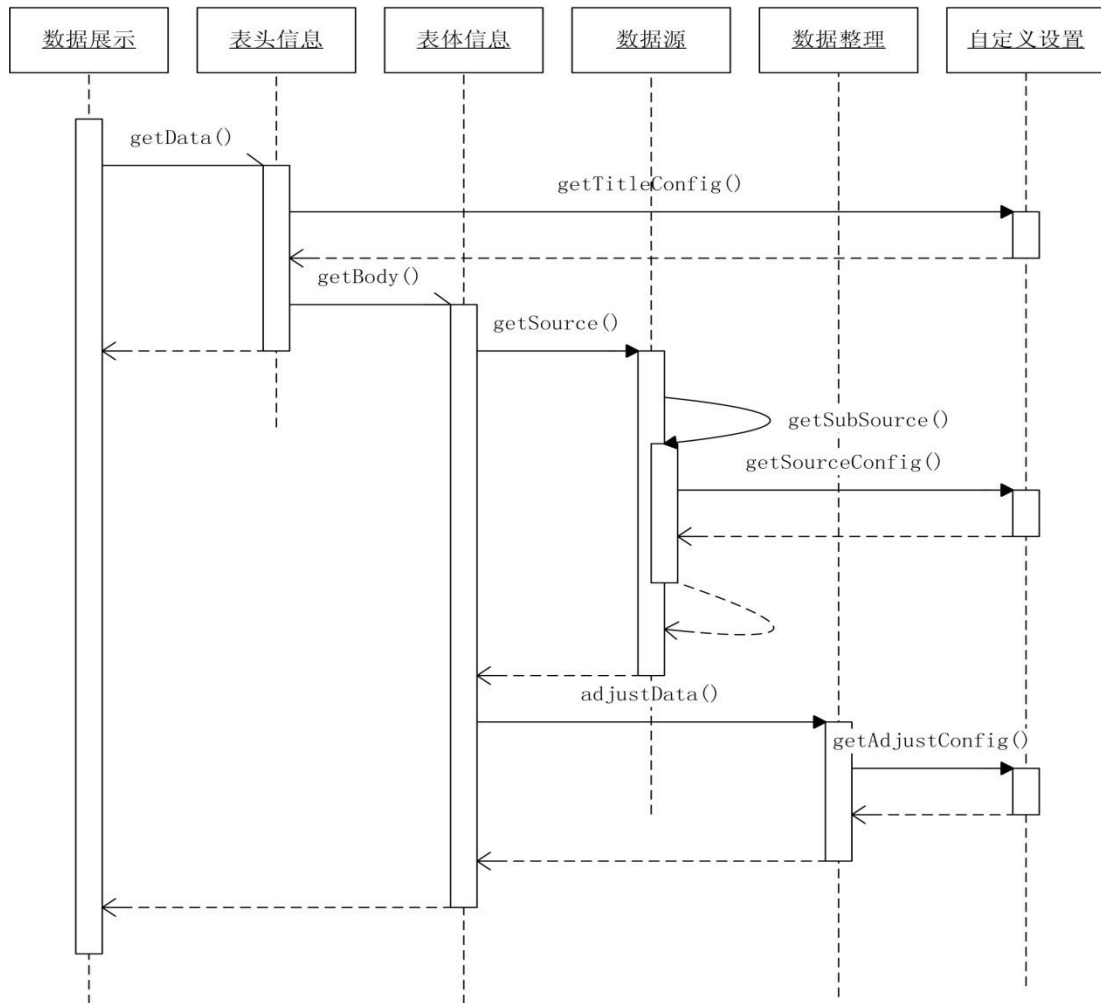 数据展示
表头信息
表体信息
数据源
数据整理
自定义设置
getData()
getTitleConfig()
getBody()
getSource()
getSubSource()
getSourceConfig()
adjustData()
getAdjustConfig()